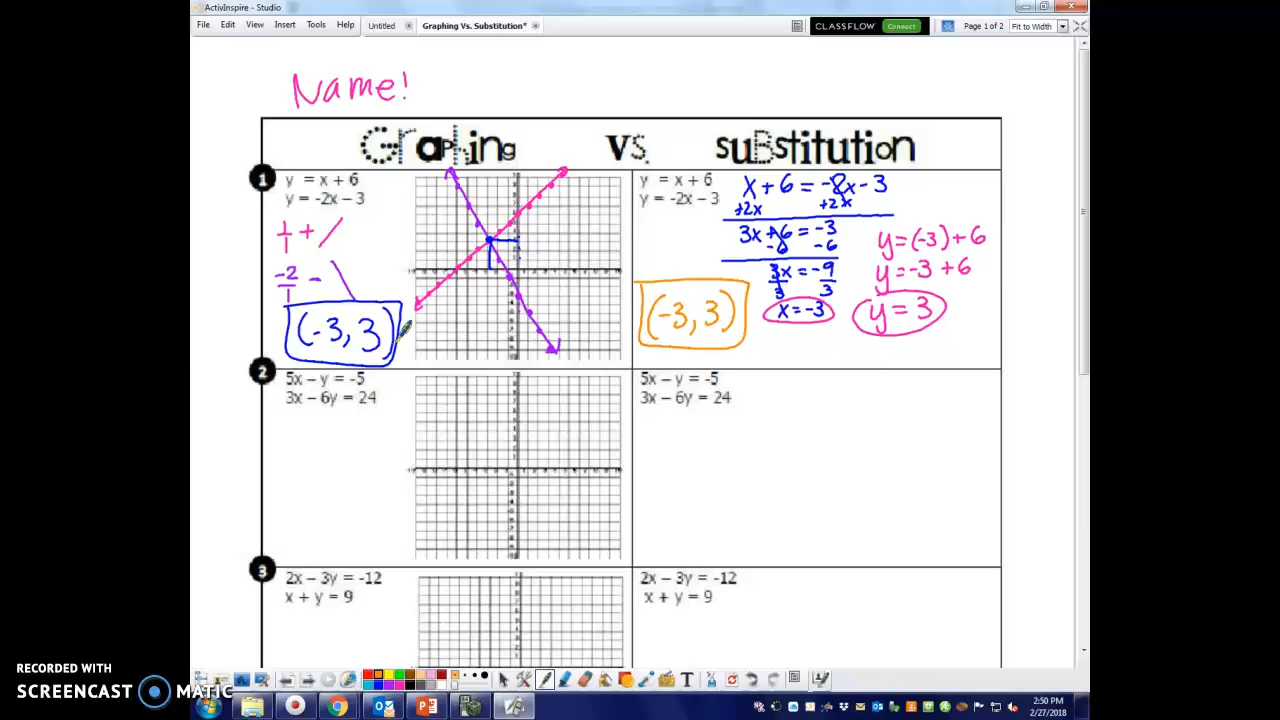 ActivInspire - Studio
File Edit View Insert Tools Help Untitled Graphing Vs. Substitution* CLASSFLOW Connect Page 1 of 2 Fit to Width
Name!
Graphing vs. substitution
1
y = x + 6
y = -2x – 3
1/1 +
-2/1 -
(-3, 3)
y = x + 6
y = -2x – 3
x + 6 = -2x - 3
+2x +2x
3x + 6 = -3
-6 -6
3x = -9
3 3
x = -3
y = (-3) + 6
y = -3 + 6
y = 3
(-3, 3)
2
5x – y = -5
3x – 6y = 24
5x – y = -5
3x – 6y = 24
3
2x – 3y = -12
x + y = 9
2x – 3y = -12
x + y = 9
RECORDED WITH
SCREENCAST MATIC
2:50 PM
2/27/2018